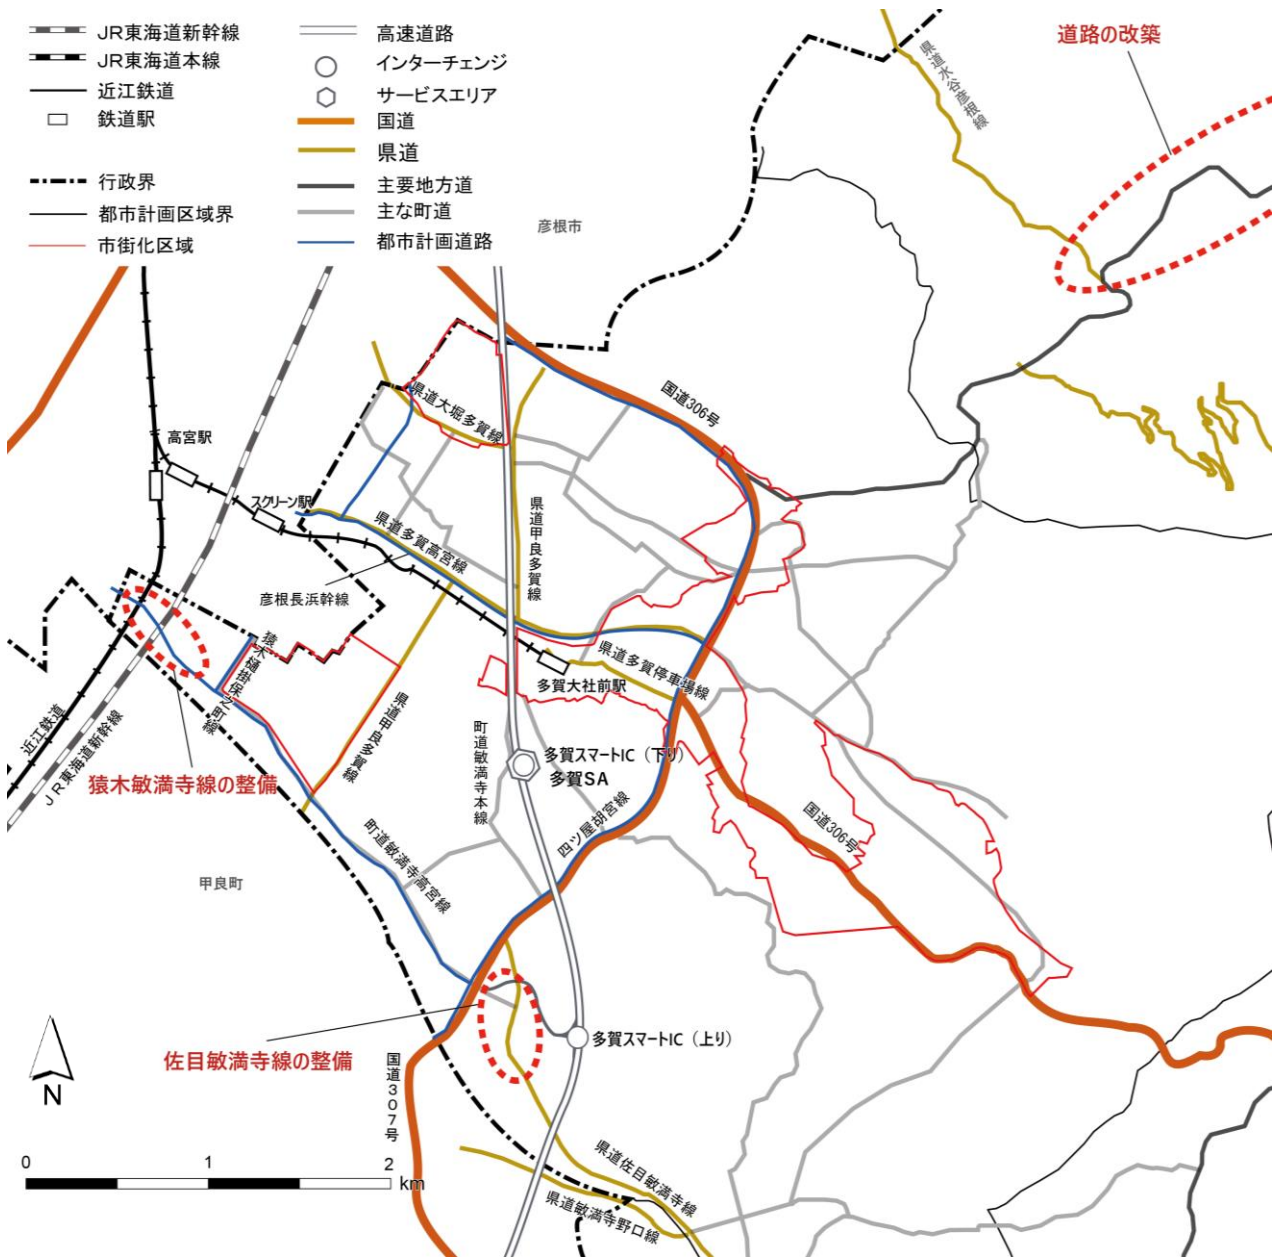 JR東海道新幹線
JR東海道本線
近江鉄道
鉄道駅
行政界
都市計画区域界
市街化区域
高速道路
インターチェンジ
サービスエリア
国道
県道
主要地方道
主な町道
都市計画道路
道路の改築
県道水谷彦根線
彦根市
国道306号
県道大堀多賀線
高宮駅
スクリーン駅
県道多賀高宮線
県道甲良多賀線
彦根長浜幹線
猿木樋掛保之町線
県道多賀停車場線
多賀大社前駅
県道甲良多賀線
近江鉄道
JR東海道新幹線
猿木敏満寺線の整備
町道敏満寺本線
多賀スマートIC（下り）
多賀SA
四ツ屋胡宮線
国道306号
町道敏満寺高宮線
甲良町
佐目敏満寺線の整備
多賀スマートIC（上り）
国道307号
N
0 1 2
km
県道佐目敏満寺線
県道敏満寺野口線